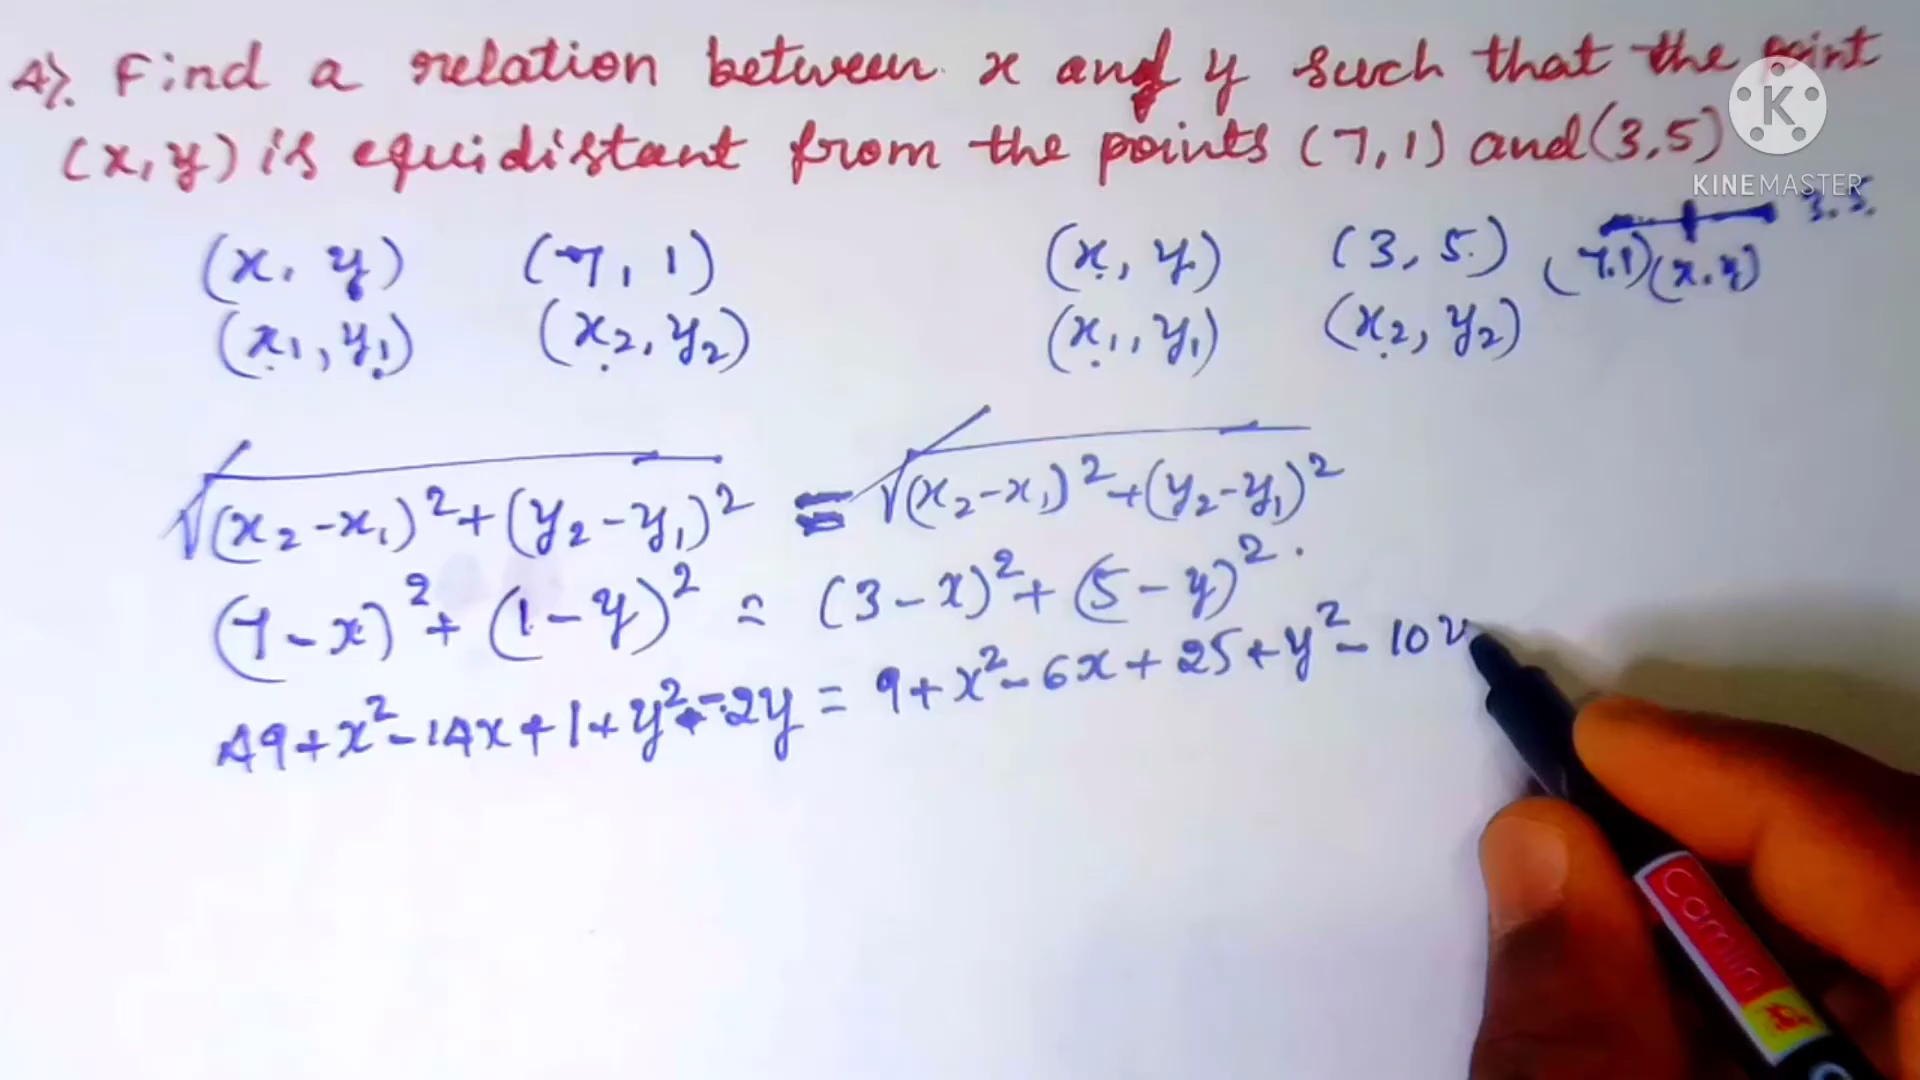 4). Find a relation between x and y such that the point
(x, y) is equidistant from the points (7, 1) and (3, 5)
KINEMASTER
(x, y) (7, 1) (x, y) (3, 5) (7.1) (x.y) 3.5.
(x₁, y₁) (x₂, y₂) (x₁, y₁) (x₂, y₂)
√(x₂-x₁)²+(y₂-y₁)² = √(x₂-x₁)²+(y₂-y₁)²
(7-x)²+(1-y)² = (3-x)²+(5-y)²
49+x²-14x+1+y²-2y = 9+x²-6x+25+y²-10y
Camlin